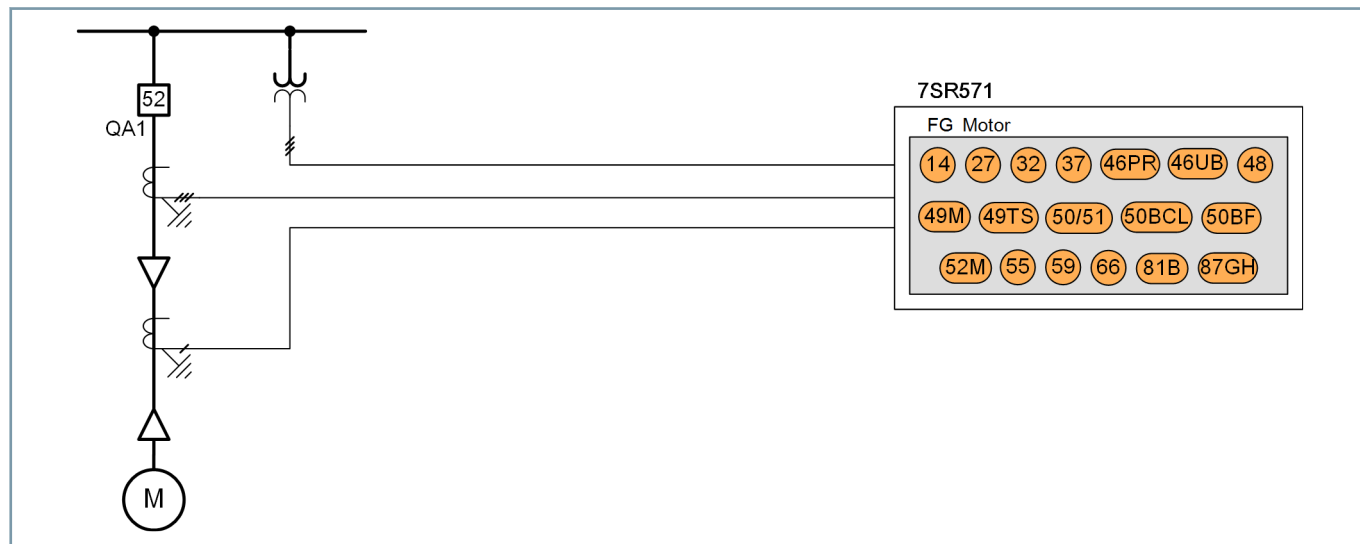 7SR571
52
FG Motor
QA1
14 27 32 37 46PR 46UB 48
49M 49TS 50/51 50BCL 50BF
52M 55 59 66 81B 87GH
M